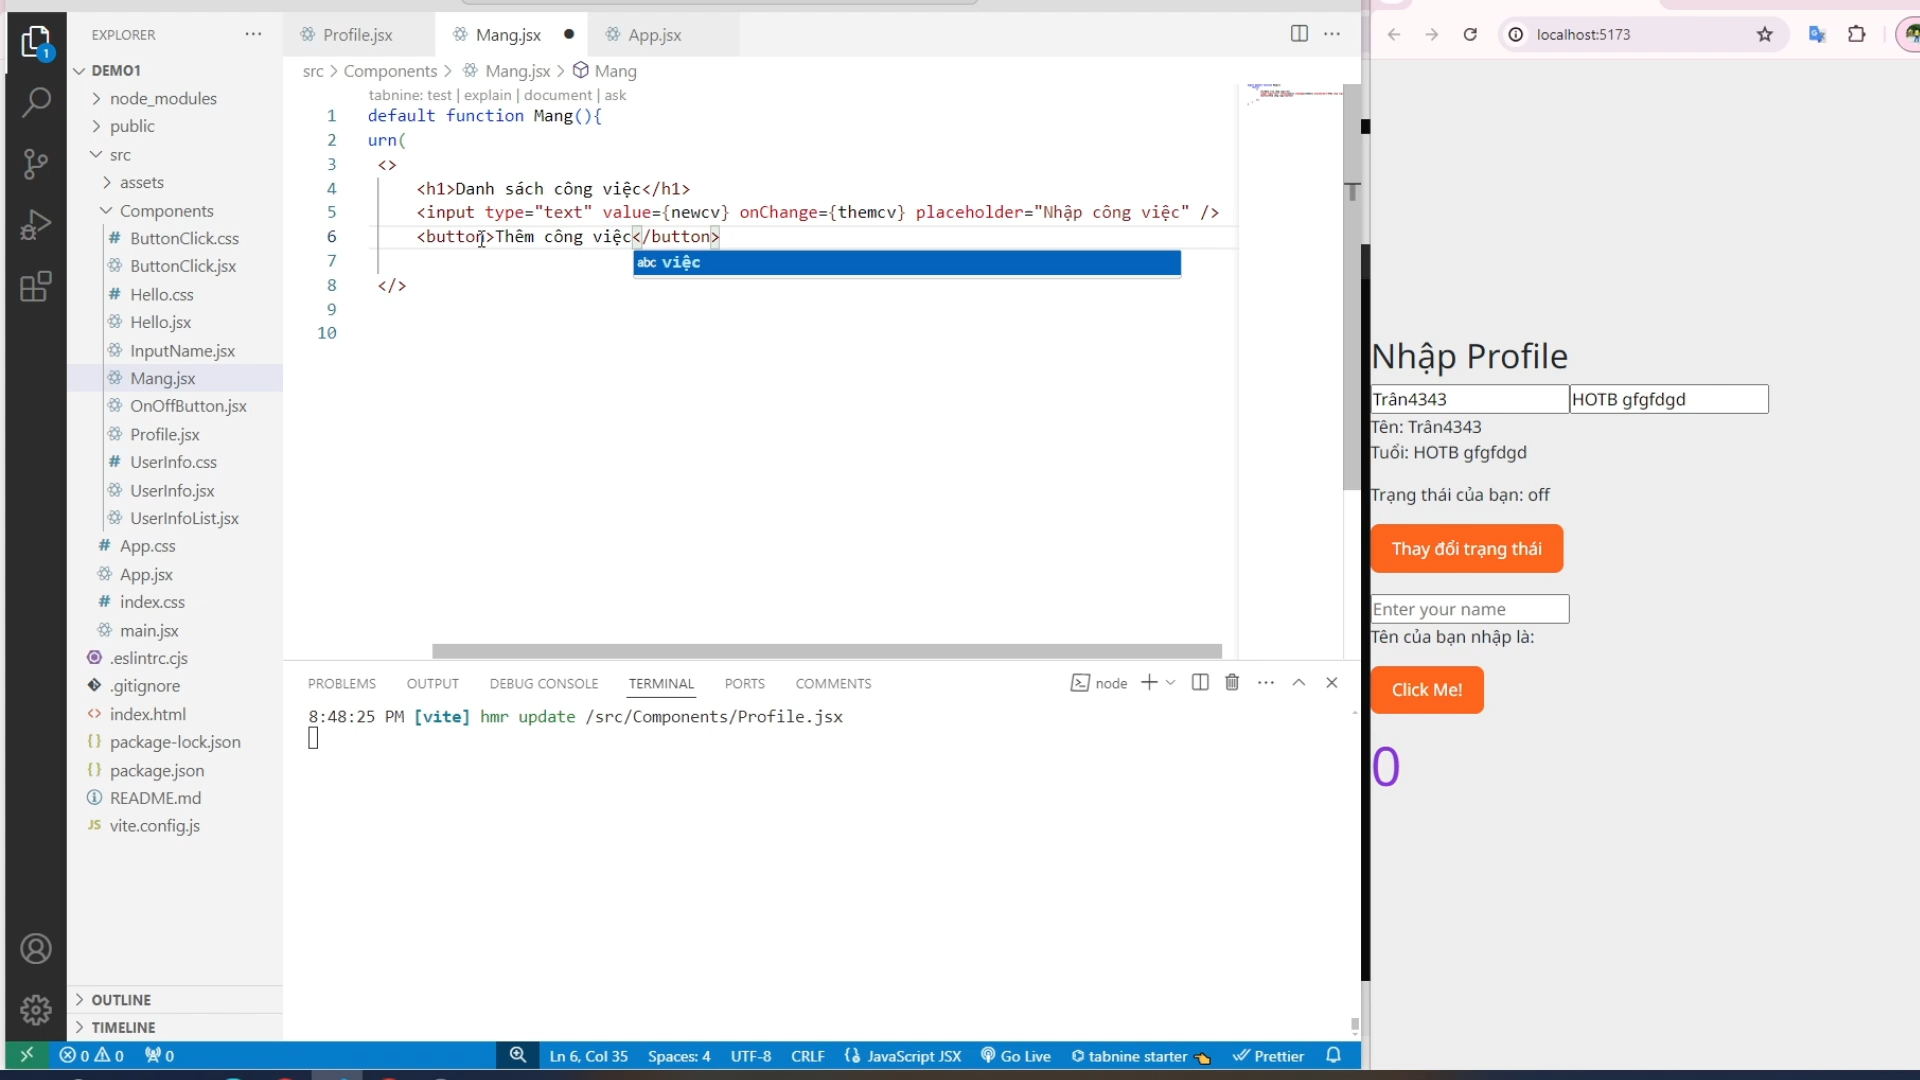 EXPLORER
DEMO1
node_modules
public
src
assets
Components
ButtonClick.css
ButtonClick.jsx
Hello.css
Hello.jsx
InputName.jsx
Mang.jsx
OnOffButton.jsx
Profile.jsx
UserInfo.css
UserInfo.jsx
UserInfoList.jsx
App.css
App.jsx
index.css
main.jsx
.eslintrc.cjs
.gitignore
index.html
package-lock.json
package.json
README.md
vite.config.js
OUTLINE
TIMELINE
Profile.jsx Mang.jsx App.jsx
src > Components > Mang.jsx > Mang
tabnine: test | explain | document | ask
1 default function Mang(){
2 urn(
3 <>
4 <h1>Danh sách công việc</h1>
5 <input type="text" value={newcv} onChange={themcv} placeholder="Nhập công việc" />
6 <button>Thêm công việc</button>
abc việc
7
8 </>
9
10
PROBLEMS OUTPUT DEBUG CONSOLE TERMINAL PORTS COMMENTS node
8:48:25 PM [vite] hmr update /src/Components/Profile.jsx
0 0 0 Ln 6, Col 35 Spaces: 4 UTF-8 CRLF JavaScript JSX Go Live tabnine starter Prettier
localhost:5173
Nhập Profile
Trân4343 HOTB gfgfdgd
Tên: Trân4343
Tuổi: HOTB gfgfdgd
Trạng thái của bạn: off
Thay đổi trạng thái
Enter your name
Tên của bạn nhập là:
Click Me!
0